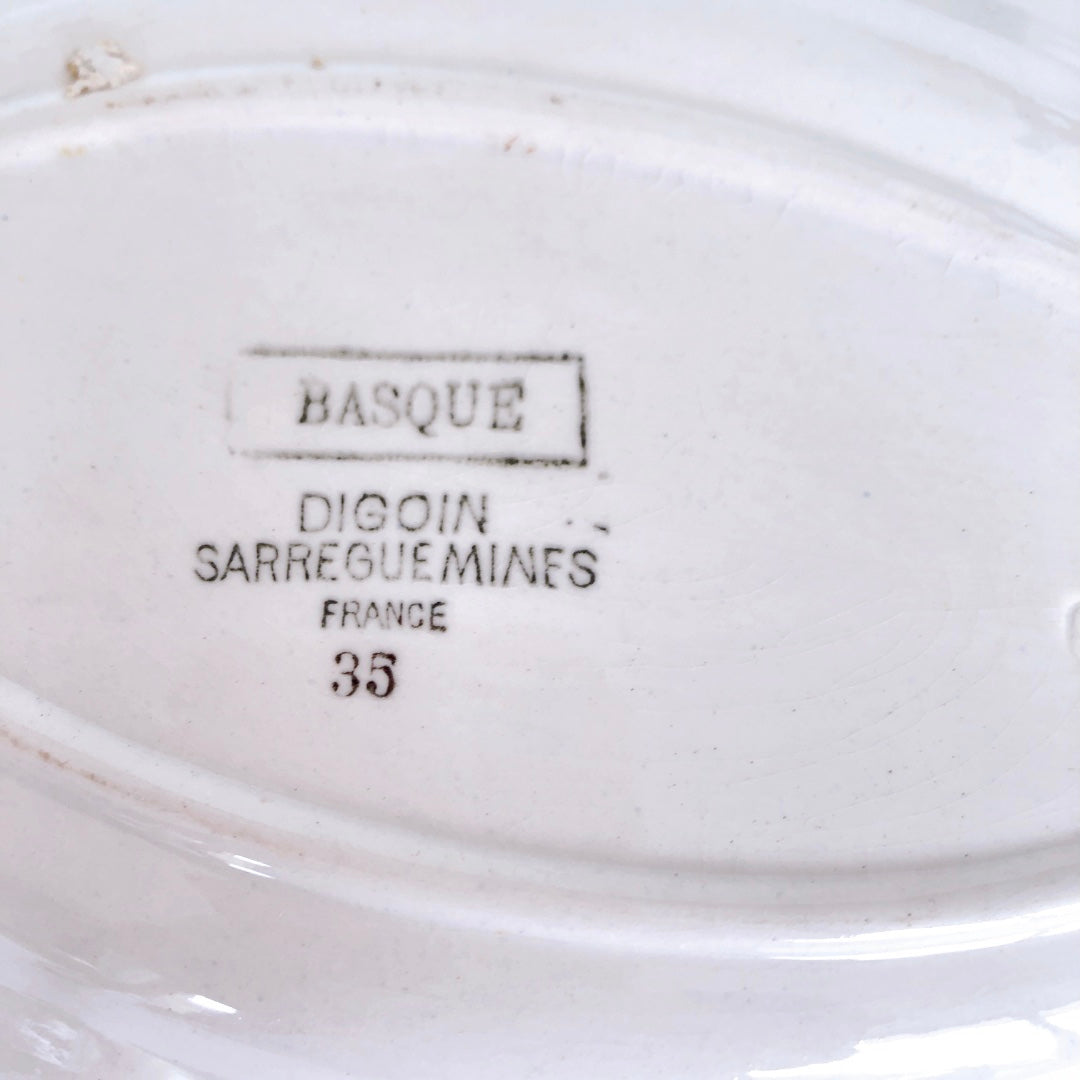 BASQUE
DIGOIN
SARREGUEMINES
FRANCE
35